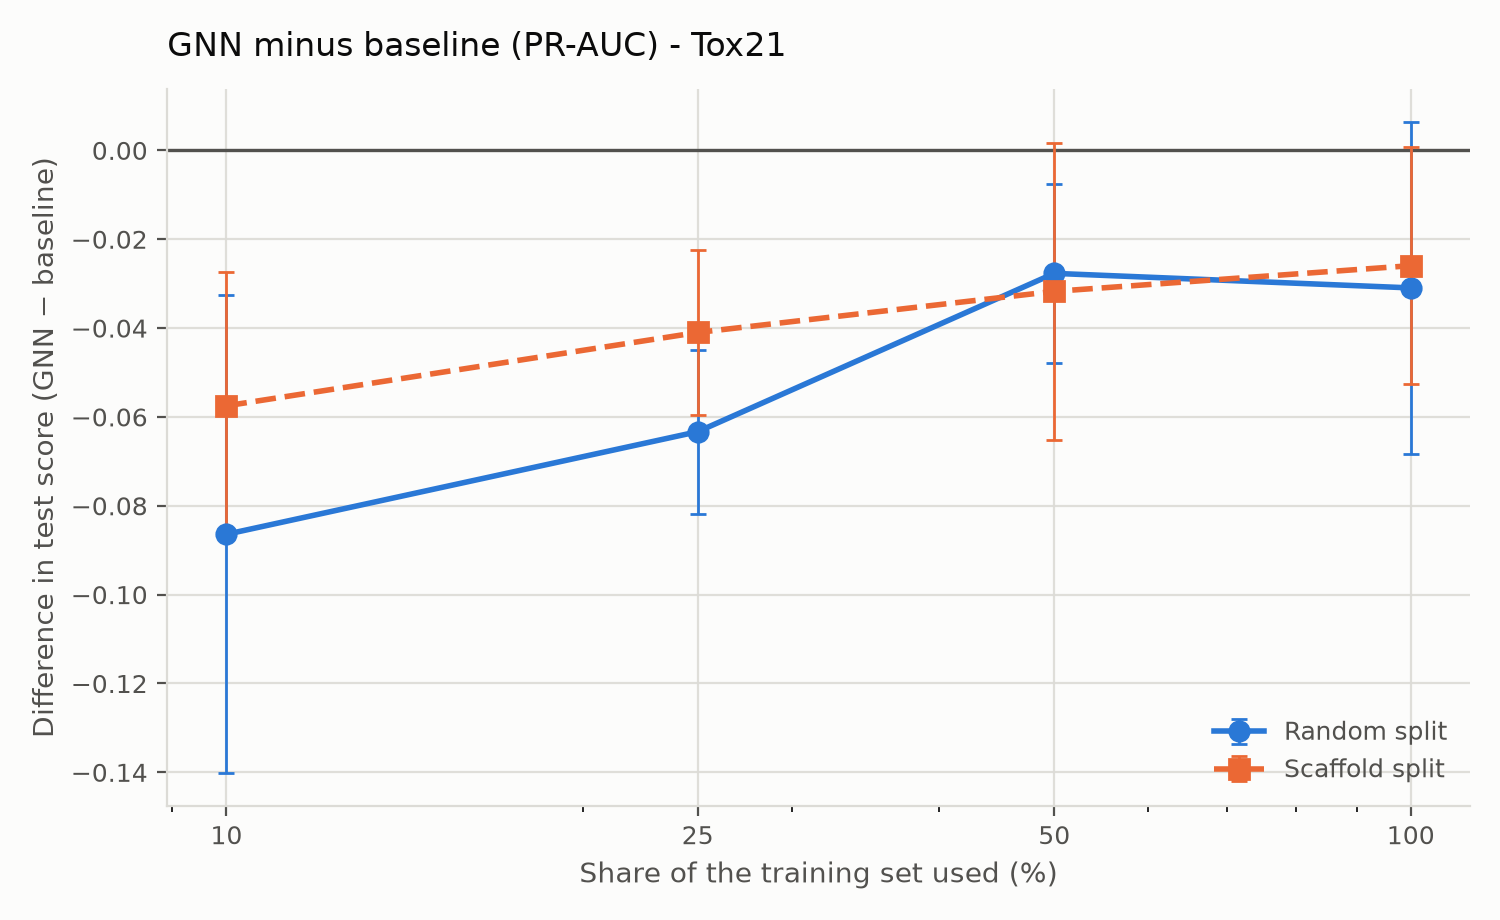 GNN minus baseline (PR-AUC) - Tox21
Difference in test score (GNN − baseline)
0.00
−0.02
−0.04
−0.06
−0.08
−0.10
−0.12
−0.14
Random split
Scaffold split
10
25
50
100
Share of the training set used (%)